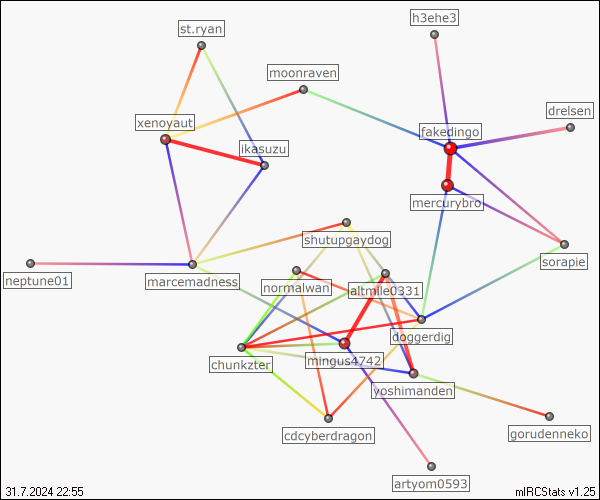 h3ehe3
st.ryan
moonraven
drelsen
xenoyaut
fakedingo
ikasuzu
mercurybro
shutupgaydog
sorapie
neptune01
marcemadness
normalwan
altmile0331
doggerdig
chunkzter
mingus4742
yoshimanden
cdcyberdragon
gorudenneko
artyom0593
31.7.2024 22:55
mIRCStats v1.25